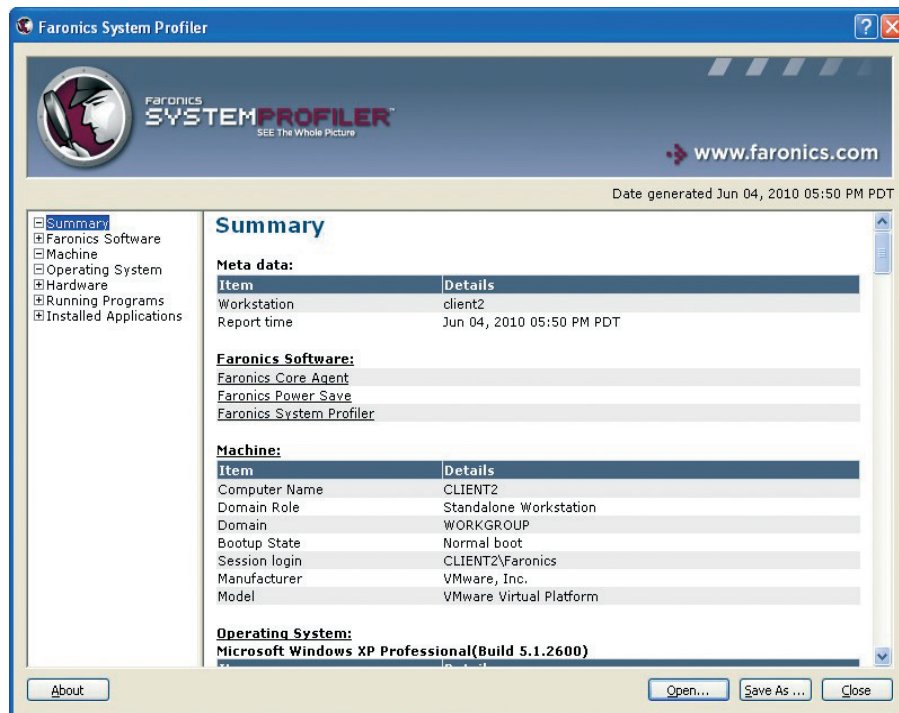 Faronics System Profiler
Faronics
SYSTEMPROFILER™
SEE The Whole Picture
www.faronics.com
Date generated Jun 04, 2010 05:50 PM PDT
Summary
Faronics Software
Machine
Operating System
Hardware
Running Programs
Installed Applications
Summary
Meta data:
Item Details
Workstation client2
Report time Jun 04, 2010 05:50 PM PDT
Faronics Software:
Faronics Core Agent
Faronics Power Save
Faronics System Profiler
Machine:
Item Details
Computer Name CLIENT2
Domain Role Standalone Workstation
Domain WORKGROUP
Bootup State Normal boot
Session login CLIENT2\Faronics
Manufacturer VMware, Inc.
Model VMware Virtual Platform
Operating System:
Microsoft Windows XP Professional(Build 5.1.2600)
About Open... Save As ... Close